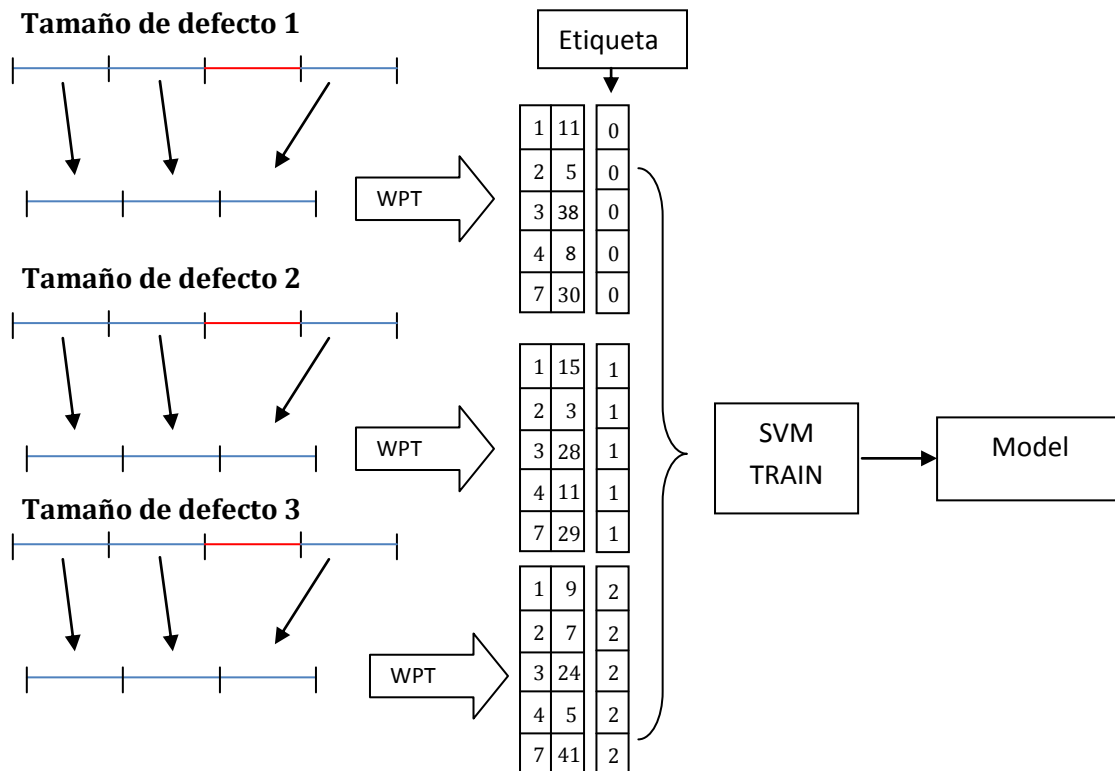 Tamaño de defecto 1
Etiqueta
WPT
1 11 0
2 5 0
3 38 0
4 8 0
7 30 0
Tamaño de defecto 2
WPT
1 15 1
2 3 1
3 28 1
4 11 1
7 29 1
SVM
TRAIN
Model
Tamaño de defecto 3
WPT
1 9 2
2 7 2
3 24 2
4 5 2
7 41 2